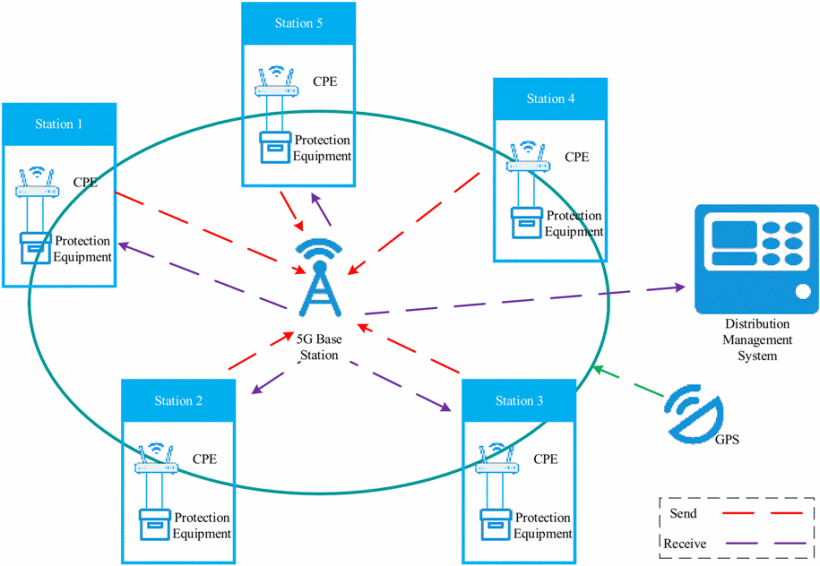 Station 5
CPE
Protection
Equipment
Station 1
CPE
Protection
Equipment
Station 4
CPE
Protection
Equipment
5G Base
Station
Distribution
Management
System
Station 2
CPE
Protection
Equipment
Station 3
CPE
Protection
Equipment
GPS
Send
Receive